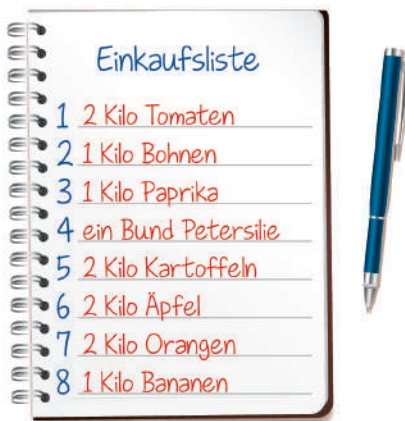 Einkaufsliste
1 2 Kilo Tomaten
2 1 Kilo Bohnen
3 1 Kilo Paprika
4 ein Bund Petersilie
5 2 Kilo Kartoffeln
6 2 Kilo Äpfel
7 2 Kilo Orangen
8 1 Kilo Bananen